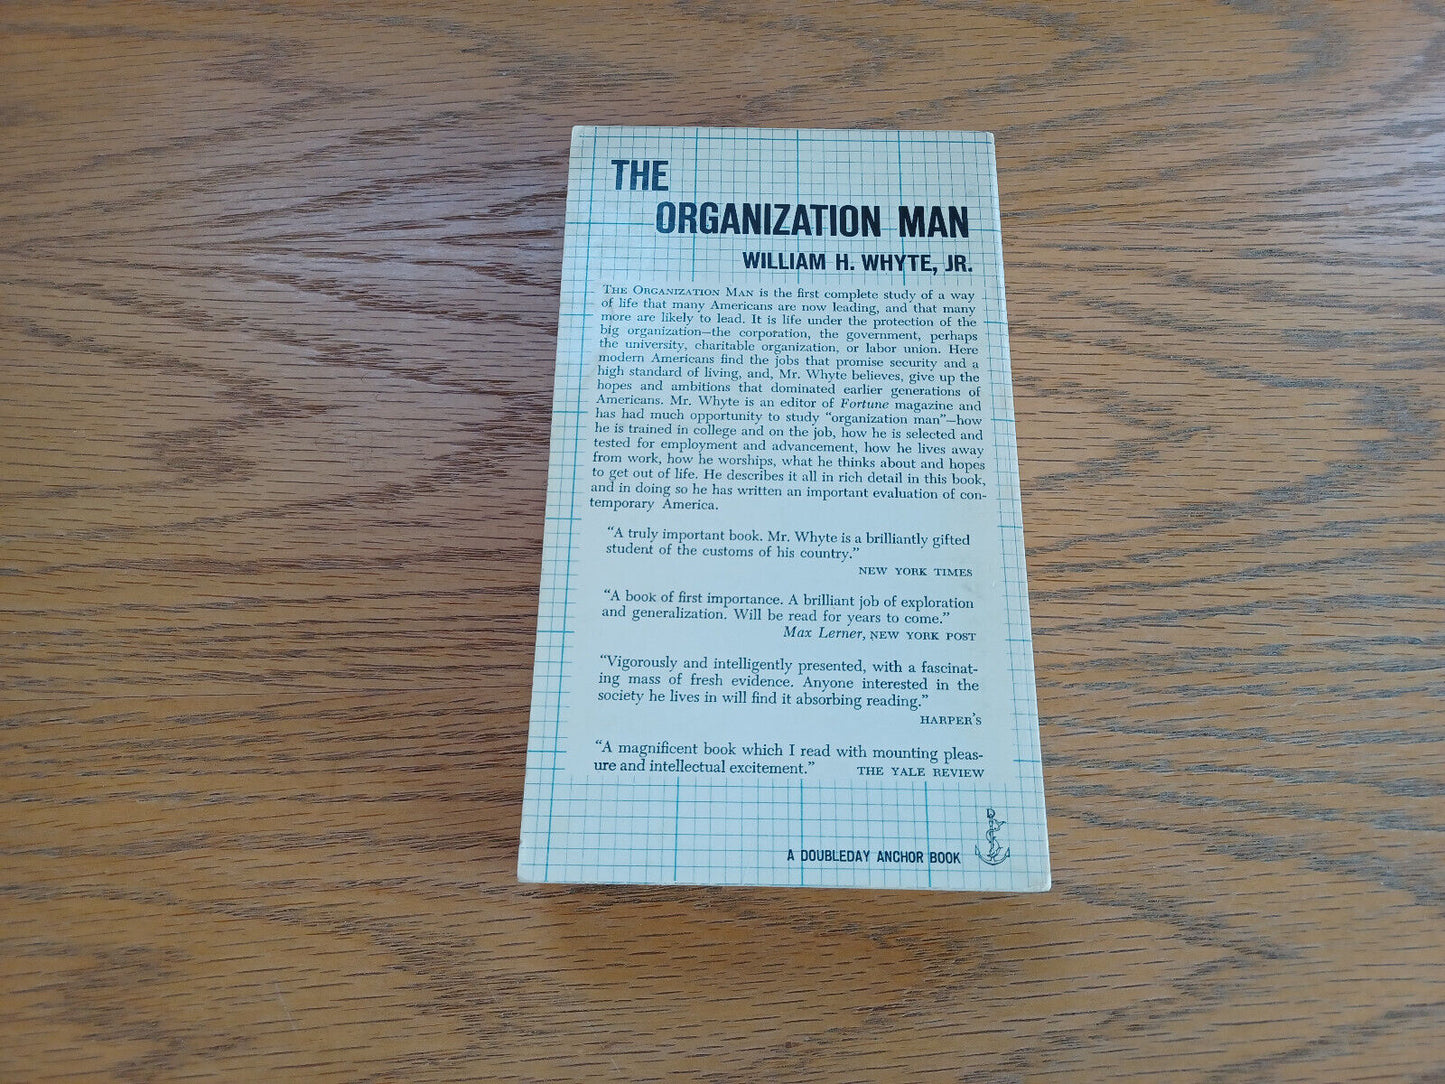 THE
ORGANIZATION MAN
WILLIAM H. WHYTE, JR.
THE ORGANIZATION MAN is the first complete study of a way
of life that many Americans are now leading, and that many
more are likely to lead. It is life under the protection of the
big organization—the corporation, the government, perhaps
the university, charitable organization, or labor union. Here
modern Americans find the jobs that promise security and a
high standard of living, and, Mr. Whyte believes, give up the
hopes and ambitions that dominated earlier generations of
Americans. Mr. Whyte is an editor of Fortune magazine and
has had much opportunity to study “organization man”—how
he is trained in college and on the job, how he is selected and
tested for employment and advancement, how he lives away
from work, how he worships, what he thinks about and hopes
to get out of life. He describes it all in rich detail in this book,
and in doing so he has written an important evaluation of con-
temporary America.
“A truly important book. Mr. Whyte is a brilliantly gifted
student of the customs of his country.”
NEW YORK TIMES
“A book of first importance. A brilliant job of exploration
and generalization. Will be read for years to come.”
Max Lerner, NEW YORK POST
“Vigorously and intelligently presented, with a fascinat-
ing mass of fresh evidence. Anyone interested in the
society he lives in will find it absorbing reading.”
HARPER'S
“A magnificent book which I read with mounting pleas-
ure and intellectual excitement.” THE YALE REVIEW
A DOUBLEDAY ANCHOR BOOK